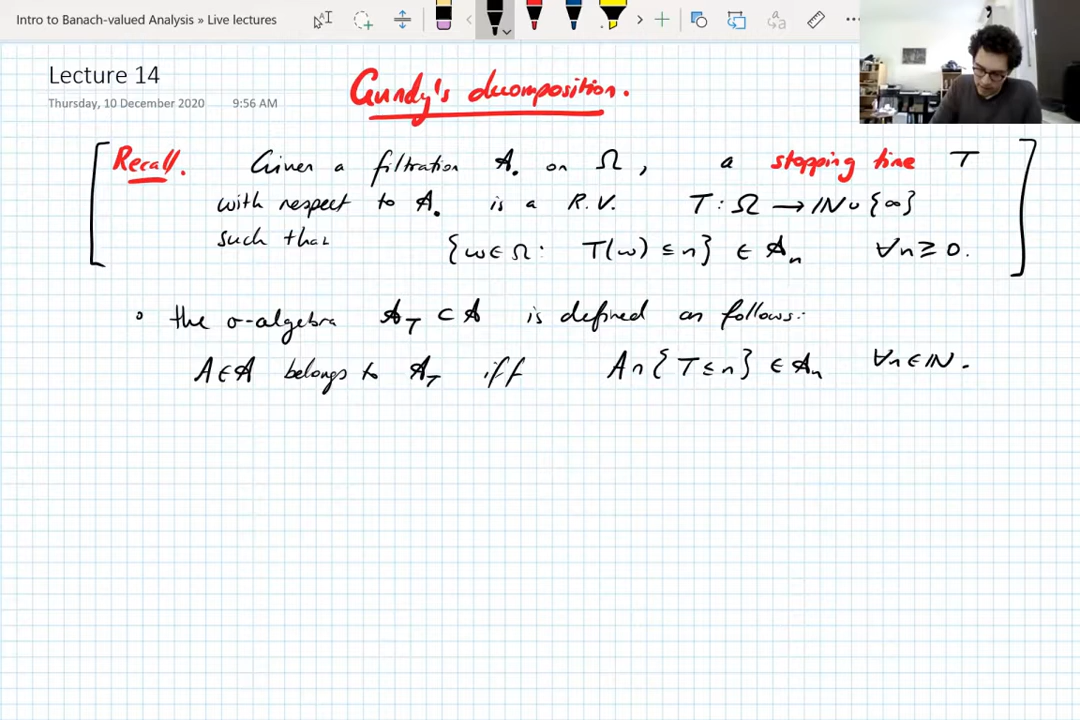 Intro to Banach-valued Analysis » Live lectures
Lecture 14
Thursday, 10 December 2020 9:56 AM
Gundy's decomposition.
Recall. Given a filtration 𝒜. on Ω, a stopping time T
with respect to 𝒜. is a R.V. T : Ω → ℕ ∪ {∞}
such that {ω ∈ Ω : T(ω) ≤ n} ∈ 𝒜ₙ ∀n ≥ 0.
∘ the σ-algebra 𝒜_T ⊂ 𝒜 is defined as follows:
A ∈ 𝒜 belongs to 𝒜_T iff A ∩ {T ≤ n} ∈ 𝒜ₙ ∀n ∈ ℕ.